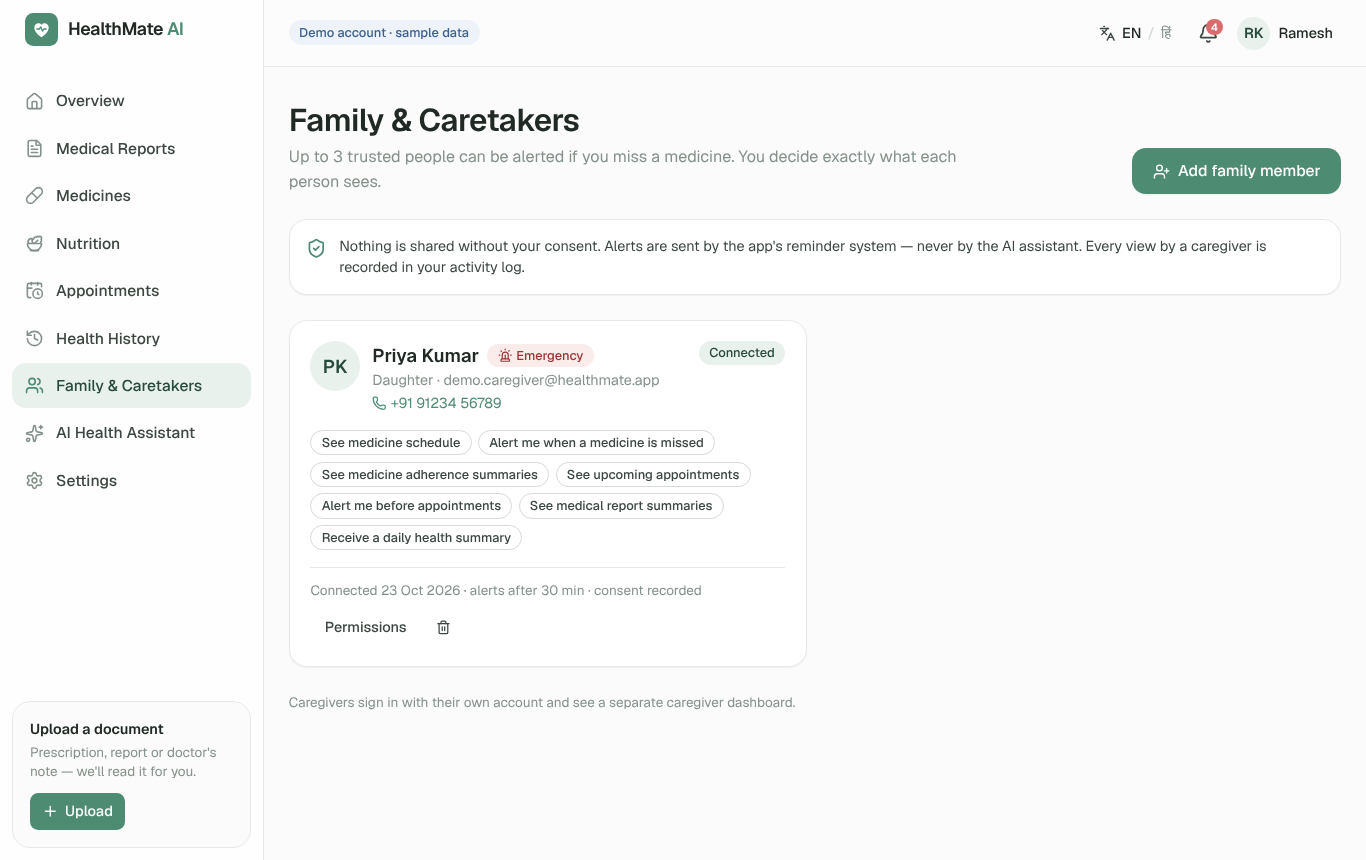 HealthMate AI
Demo account · sample data
EN / हिं
4
RK
Ramesh
Overview
Medical Reports
Medicines
Nutrition
Appointments
Health History
Family & Caretakers
AI Health Assistant
Settings
Upload a document
Prescription, report or doctor's
note — we'll read it for you.
Upload
Family & Caretakers
Up to 3 trusted people can be alerted if you miss a medicine. You decide exactly what each
person sees.
Add family member
Nothing is shared without your consent. Alerts are sent by the app's reminder system — never by the AI assistant. Every view by a caregiver is
recorded in your activity log.
PK
Priya Kumar
Emergency
Connected
Daughter · demo.caregiver@healthmate.app
+91 91234 56789
See medicine schedule
Alert me when a medicine is missed
See medicine adherence summaries
See upcoming appointments
Alert me before appointments
See medical report summaries
Receive a daily health summary
Connected 23 Oct 2026 · alerts after 30 min · consent recorded
Permissions
Caregivers sign in with their own account and see a separate caregiver dashboard.